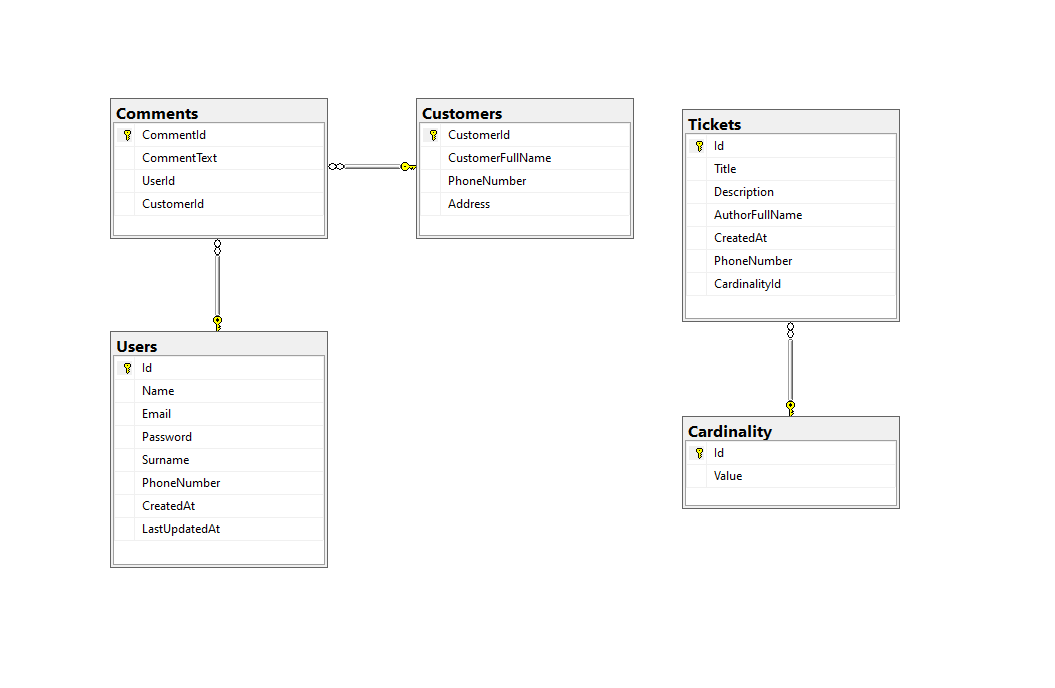 Comments
CommentId
CommentText
UserId
CustomerId
Customers
CustomerId
CustomerFullName
PhoneNumber
Address
Tickets
Id
Title
Description
AuthorFullName
CreatedAt
PhoneNumber
CardinalityId
Users
Id
Name
Email
Password
Surname
PhoneNumber
CreatedAt
LastUpdatedAt
Cardinality
Id
Value